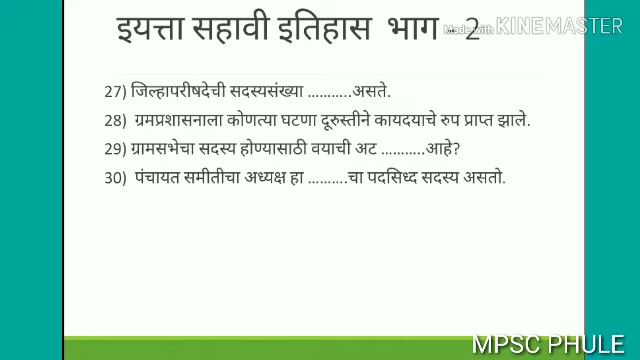 इयत्ता सहावी इतिहास भाग - 2
Made with KINEMASTER
27) जिल्हापरीषदेची सदस्यसंख्या ...........असते.
28) ग्रमप्रशासनाला कोणत्या घटणा दूरुस्तीने कायदयाचे रुप प्राप्त झाले.
29) ग्रामसभेचा सदस्य होण्यासाठी वयाची अट ...........आहे?
30) पंचायत समीतीचा अध्यक्ष हा ..........चा पदसिध्द सदस्य असतो.
MPSC PHULE